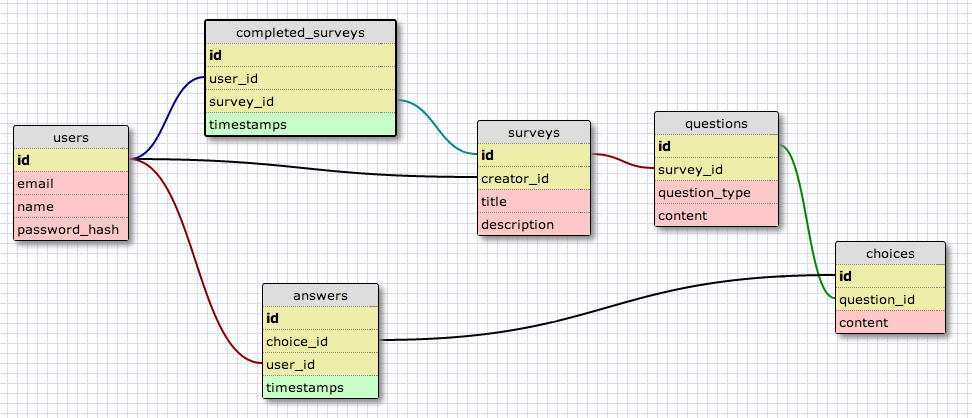 completed_surveys
id
user_id
survey_id
timestamps
users
id
email
name
password_hash
surveys
id
creator_id
title
description
questions
id
survey_id
question_type
content
choices
id
question_id
content
answers
id
choice_id
user_id
timestamps